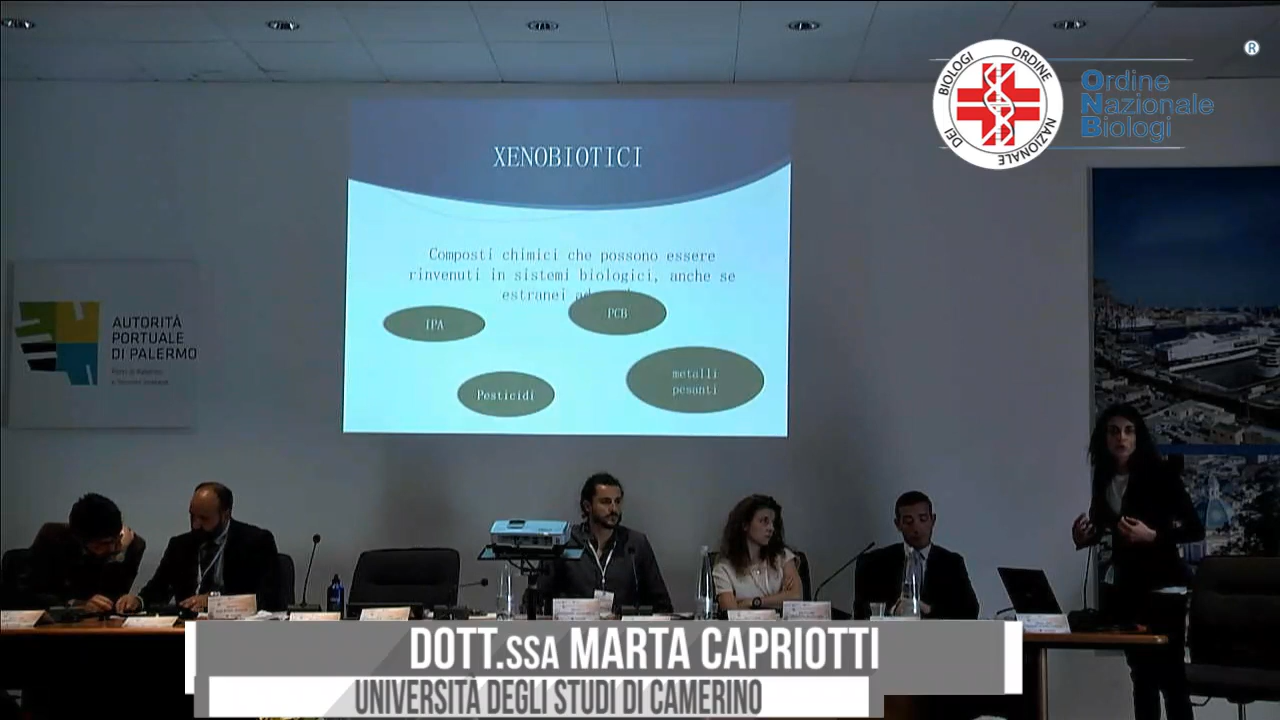 BIOLOGI ORDINE
DEI NAZIONALE
Ordine
Nazionale
Biologi
®
XENOBIOTICI
Composti chimici che possono essere
rinvenuti in sistemi biologici, anche se
estranei
IPA
PCB
metalli
pesanti
Pesticidi
AUTORITÀ
PORTUALE
DI PALERMO
DOTT.SSA MARTA CAPRIOTTI
UNIVERSITÀ DEGLI STUDI DI CAMERINO